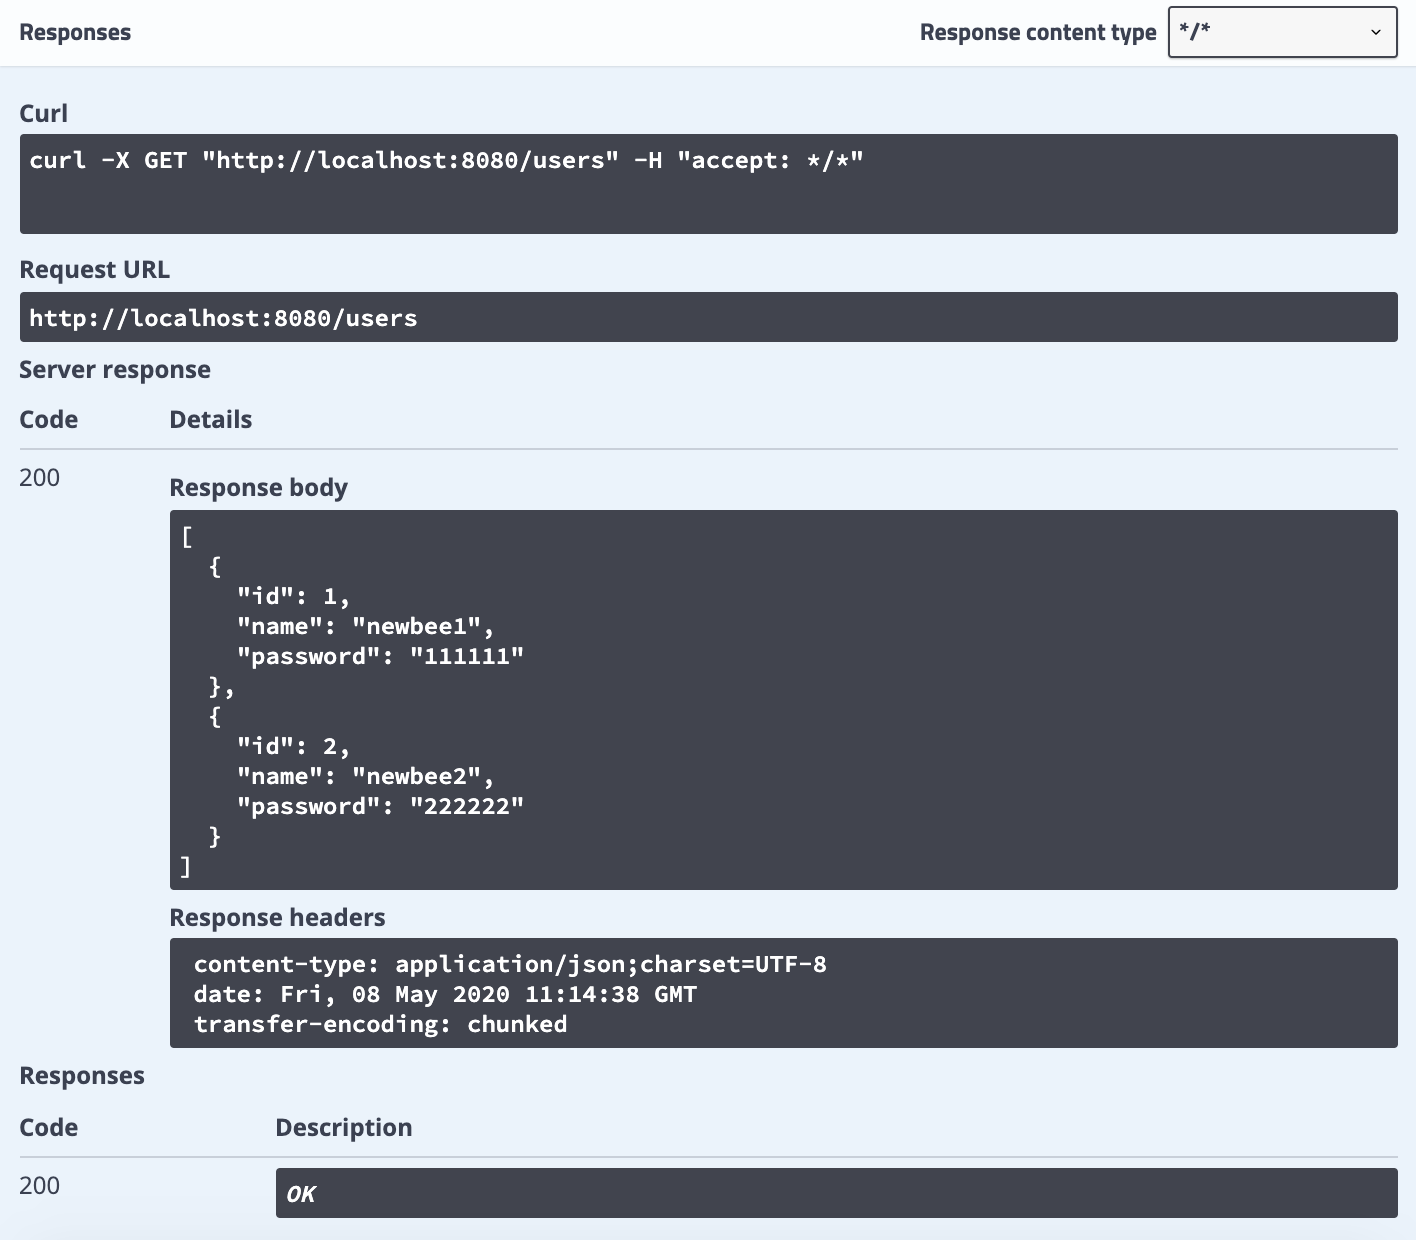 Responses
Response content type */*
Curl
curl -X GET "http://localhost:8080/users" -H "accept: */*"
Request URL
http://localhost:8080/users
Server response
Code Details
200
Response body
[
  {
    "id": 1,
    "name": "newbee1",
    "password": "111111"
  },
  {
    "id": 2,
    "name": "newbee2",
    "password": "222222"
  }
]
Response headers
content-type: application/json;charset=UTF-8
date: Fri, 08 May 2020 11:14:38 GMT
transfer-encoding: chunked
Responses
Code Description
200 OK